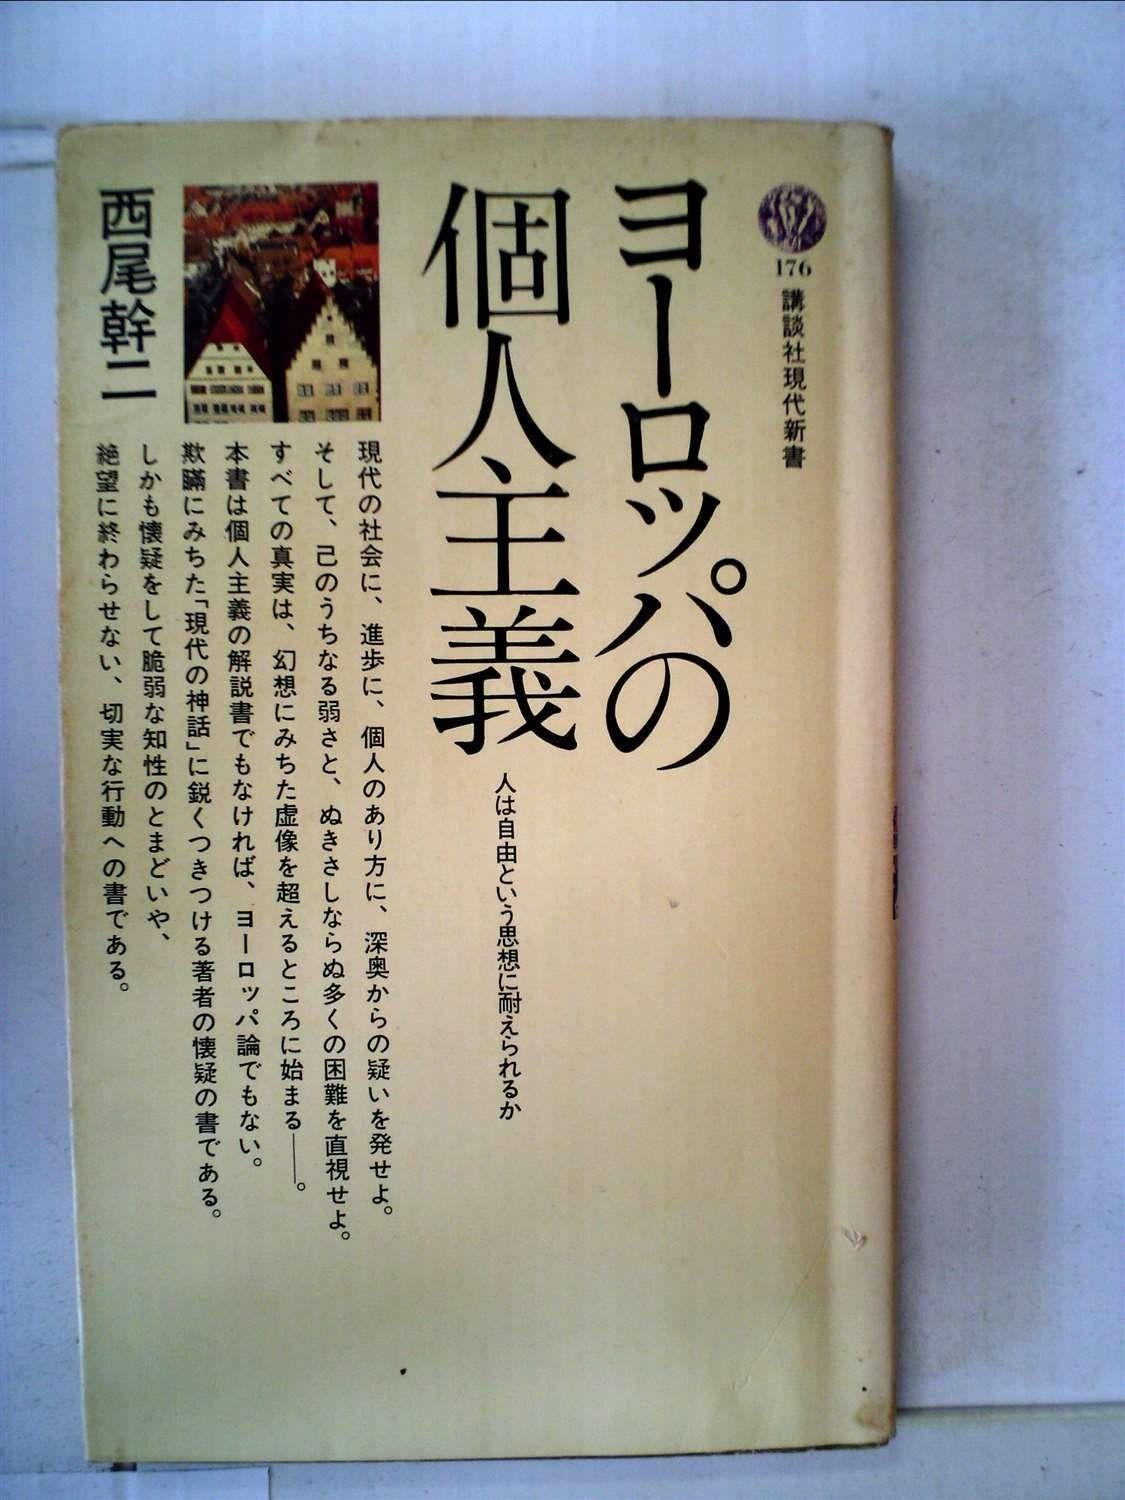 176
講談社現代新書
ヨーロッパの
個人主義
人は自由という思想に耐えられるか
西尾幹二
現代の社会に、進歩に、個人のあり方に、深奥からの疑いを発せよ。
そして、己のうちなる弱さと、ぬきさしならぬ多くの困難を直視せよ。
すべての真実は、幻想にみちた虚像を超えるところに始まる——。
本書は個人主義の解説書でもなければ、ヨーロッパ論でもない。
欺瞞にみちた「現代の神話」に鋭くつきつける著者の懐疑の書である。
しかも懐疑をして脆弱な知性のとまどいや、
絶望に終わらせない、切実な行動への書である。